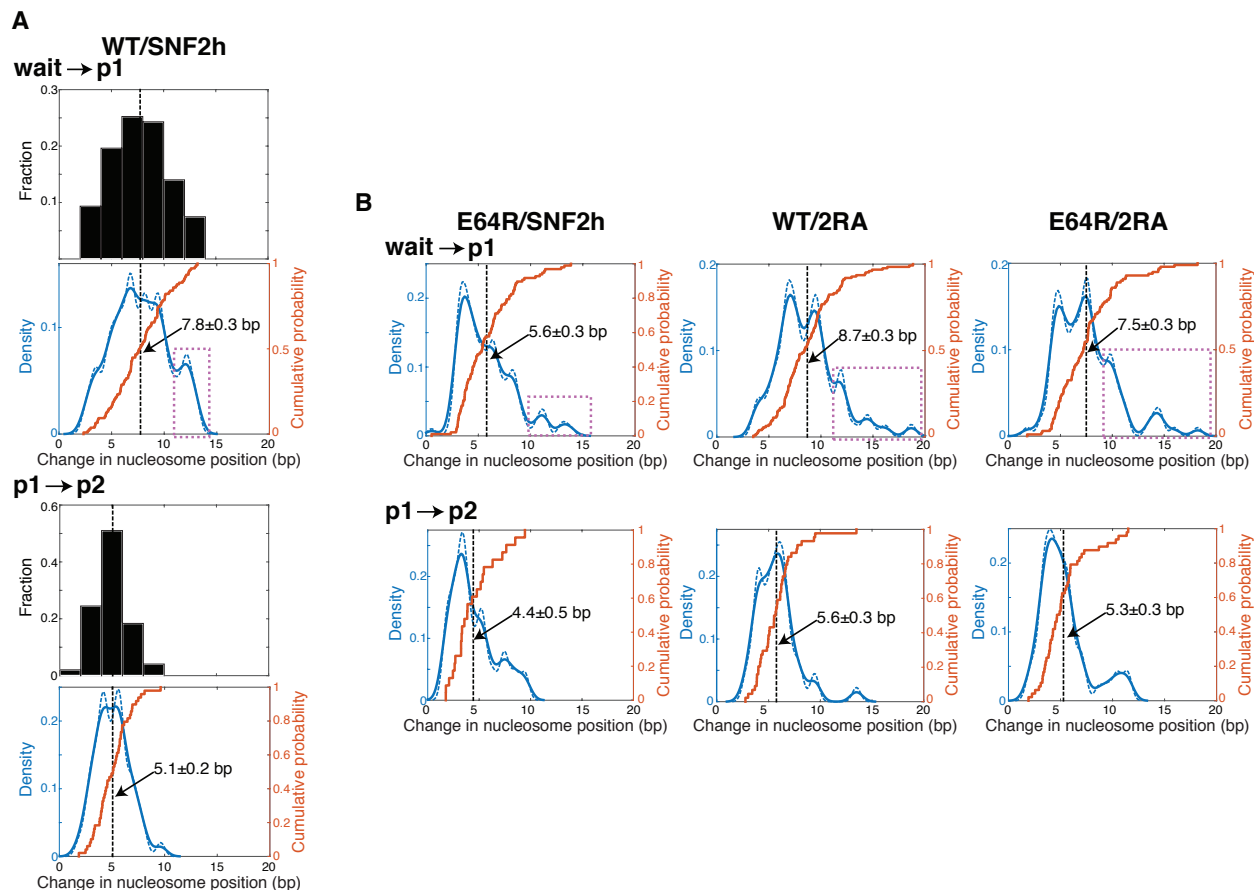 A
WT/SNF2h
wait → p1
0.3
0.2
0.1
Fraction
0 5 10 15 20
0.1
0
Density
7.8±0.3 bp
1
0.5
0
Cumulative probability
0 5 10 15 20
Change in nucleosome position (bp)
p1 → p2
0.6
0.4
0.2
0
Fraction
0 5 10 15 20
0.2
0.1
0
Density
5.1±0.2 bp
1
0.8
0.6
0.4
0.2
0
Cumulative probability
0 5 10 15 20
Change in nucleosome position (bp)
B
E64R/SNF2h
wait → p1
0.2
0.1
0
Density
5.6±0.3 bp
1
0.8
0.6
0.4
0.2
0
Cumulative probability
0 5 10 15 20
Change in nucleosome position (bp)
WT/2RA
0.2
0.1
0
Density
8.7±0.3 bp
1
0.5
0
Cumulative probability
0 5 10 15 20
Change in nucleosome position (bp)
E64R/2RA
0.2
0.1
0
Density
7.5±0.3 bp
1
0.5
0
Cumulative probability
0 5 10 15 20
Change in nucleosome position (bp)
p1 → p2
0.2
0.1
0
Density
4.4±0.5 bp
1
0.8
0.6
0.4
0.2
0
Cumulative probability
0 5 10 15 20
Change in nucleosome position (bp)
0.2
0.1
0
Density
5.6±0.3 bp
1
0.8
0.6
0.4
0.2
0
Cumulative probability
0 5 10 15 20
Change in nucleosome position (bp)
0.2
0.1
0
Density
5.3±0.3 bp
1
0.8
0.6
0.4
0.2
0
Cumulative probability
0 5 10 15 20
Change in nucleosome position (bp)